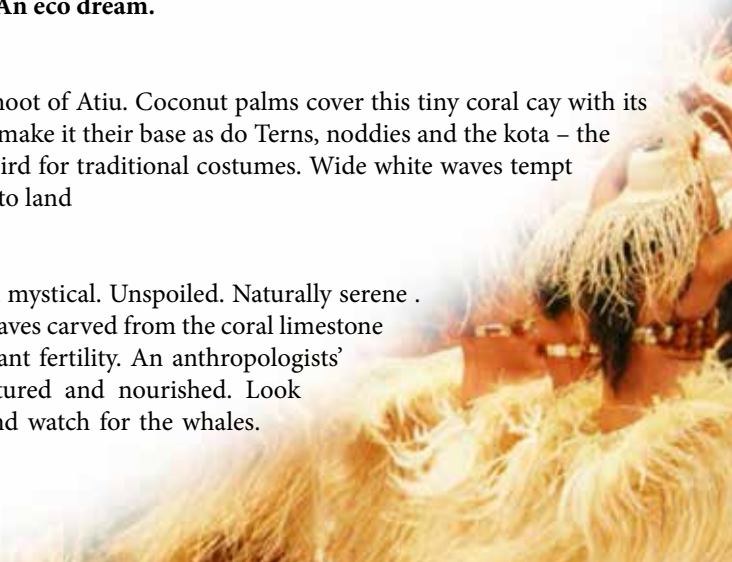 An eco dream.
hoot of Atiu. Coconut palms cover this tiny coral cay with its
make it their base as do Terns, noddies and the kota – the
ird for traditional costumes. Wide white waves tempt
to land
mystical. Unspoiled. Naturally serene .
aves carved from the coral limestone
ant fertility. An anthropologists’
tured and nourished. Look
nd watch for the whales.